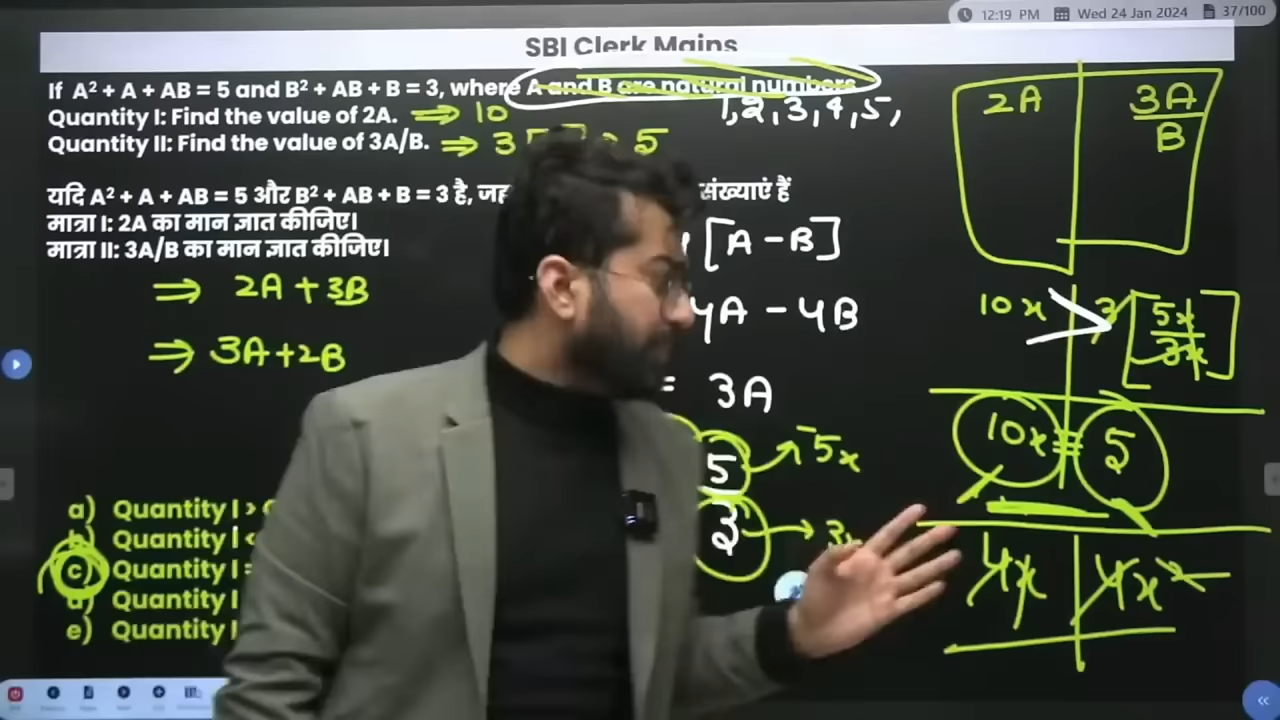 12:19 PM Wed 24 Jan 2024 37/100
SBI Clerk Mains
If A² + A + AB = 5 and B² + AB + B = 3, where A and B are natural numbers
Quantity I: Find the value of 2A. ⇒ 10
1, 2, 3, 4, 5,
Quantity II: Find the value of 3A/B. ⇒ 3 5
यदि A² + A + AB = 5 और B² + AB + B = 3 है, जह संख्याएं हैं
मात्रा I: 2A का मान ज्ञात कीजिए।
मात्रा II: 3A/B का मान ज्ञात कीजिए।
⇒ 2A + 3B
⇒ 3A + 2B
[A - B]
4A - 4B
= 3A
5 → 5x
3 → 3x
a) Quantity I >
b) Quantity I <
c) Quantity I =
d) Quantity I
e) Quantity I
2A
3A/B
10x > 3[5x/3x]
10x = 5
4x 4x²